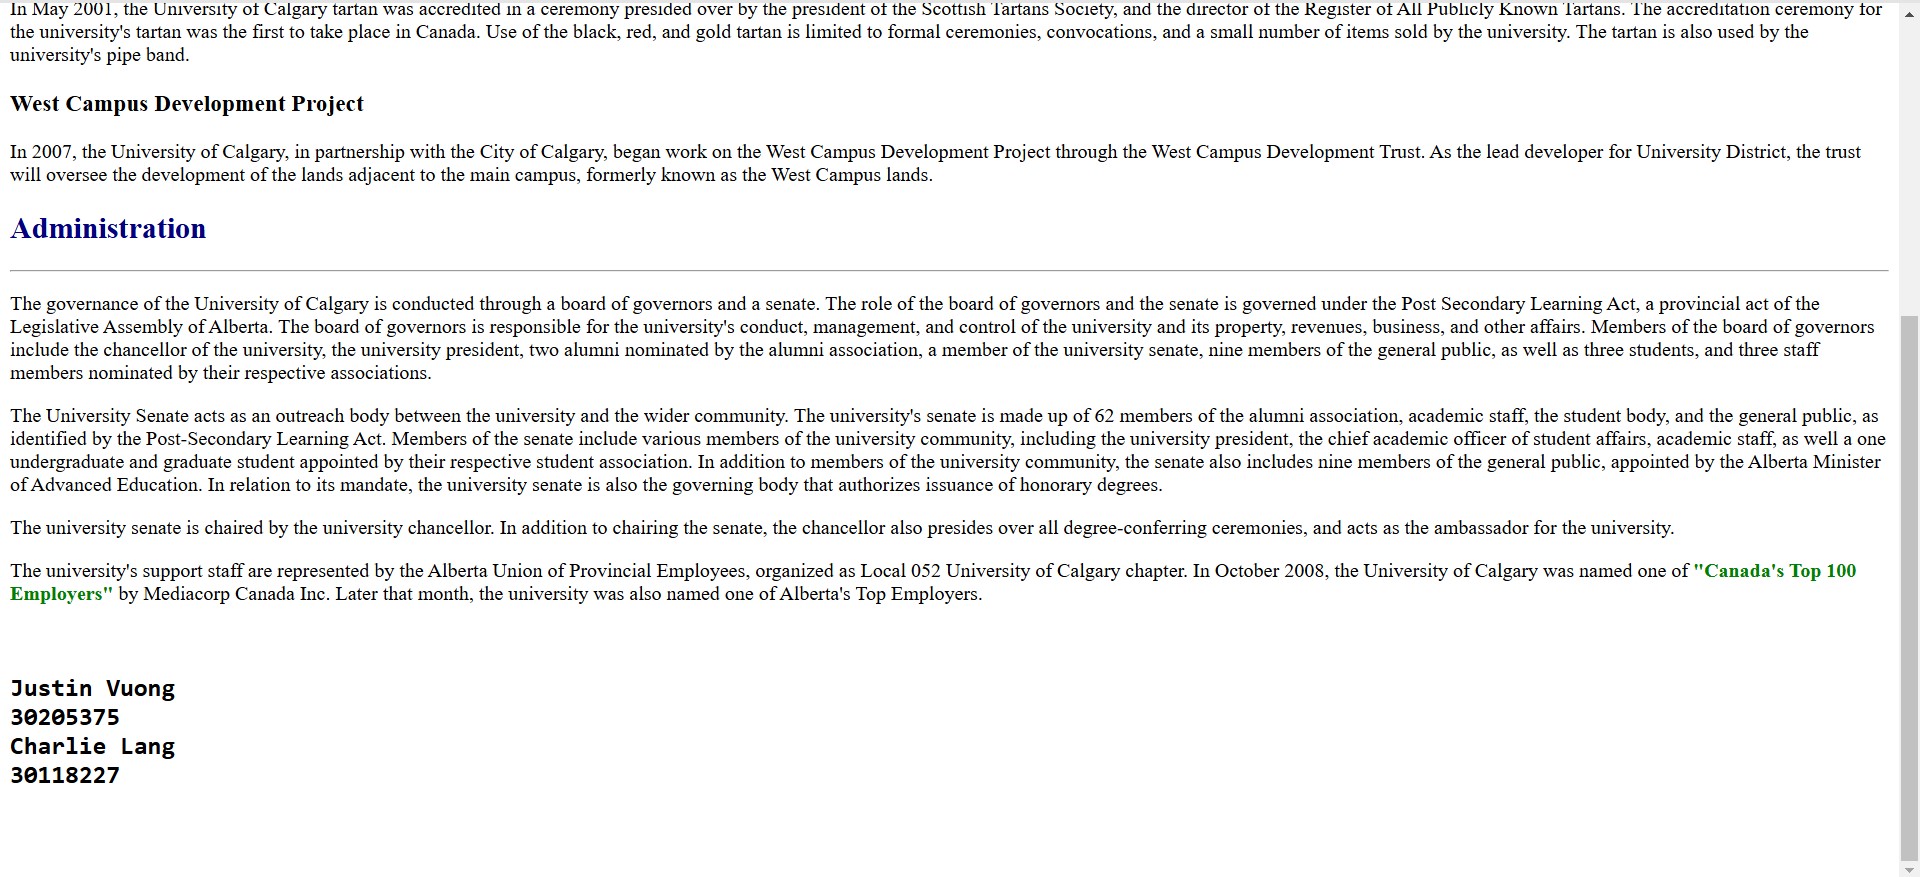 In May 2001, the University of Calgary tartan was accredited in a ceremony presided over by the president of the Scottish Tartans Society, and the director of the Register of All Publicly Known Tartans. The accreditation ceremony for
the university's tartan was the first to take place in Canada. Use of the black, red, and gold tartan is limited to formal ceremonies, convocations, and a small number of items sold by the university. The tartan is also used by the
university's pipe band.
West Campus Development Project
In 2007, the University of Calgary, in partnership with the City of Calgary, began work on the West Campus Development Project through the West Campus Development Trust. As the lead developer for University District, the trust
will oversee the development of the lands adjacent to the main campus, formerly known as the West Campus lands.
Administration
The governance of the University of Calgary is conducted through a board of governors and a senate. The role of the board of governors and the senate is governed under the Post Secondary Learning Act, a provincial act of the
Legislative Assembly of Alberta. The board of governors is responsible for the university's conduct, management, and control of the university and its property, revenues, business, and other affairs. Members of the board of governors
include the chancellor of the university, the university president, two alumni nominated by the alumni association, a member of the university senate, nine members of the general public, as well as three students, and three staff
members nominated by their respective associations.
The University Senate acts as an outreach body between the university and the wider community. The university's senate is made up of 62 members of the alumni association, academic staff, the student body, and the general public, as
identified by the Post-Secondary Learning Act. Members of the senate include various members of the university community, including the university president, the chief academic officer of student affairs, academic staff, as well a one
undergraduate and graduate student appointed by their respective student association. In addition to members of the university community, the senate also includes nine members of the general public, appointed by the Alberta Minister
of Advanced Education. In relation to its mandate, the university senate is also the governing body that authorizes issuance of honorary degrees.
The university senate is chaired by the university chancellor. In addition to chairing the senate, the chancellor also presides over all degree-conferring ceremonies, and acts as the ambassador for the university.
The university's support staff are represented by the Alberta Union of Provincial Employees, organized as Local 052 University of Calgary chapter. In October 2008, the University of Calgary was named one of "Canada's Top 100
Employers" by Mediacorp Canada Inc. Later that month, the university was also named one of Alberta's Top Employers.
Justin Vuong
30205375
Charlie Lang
30118227